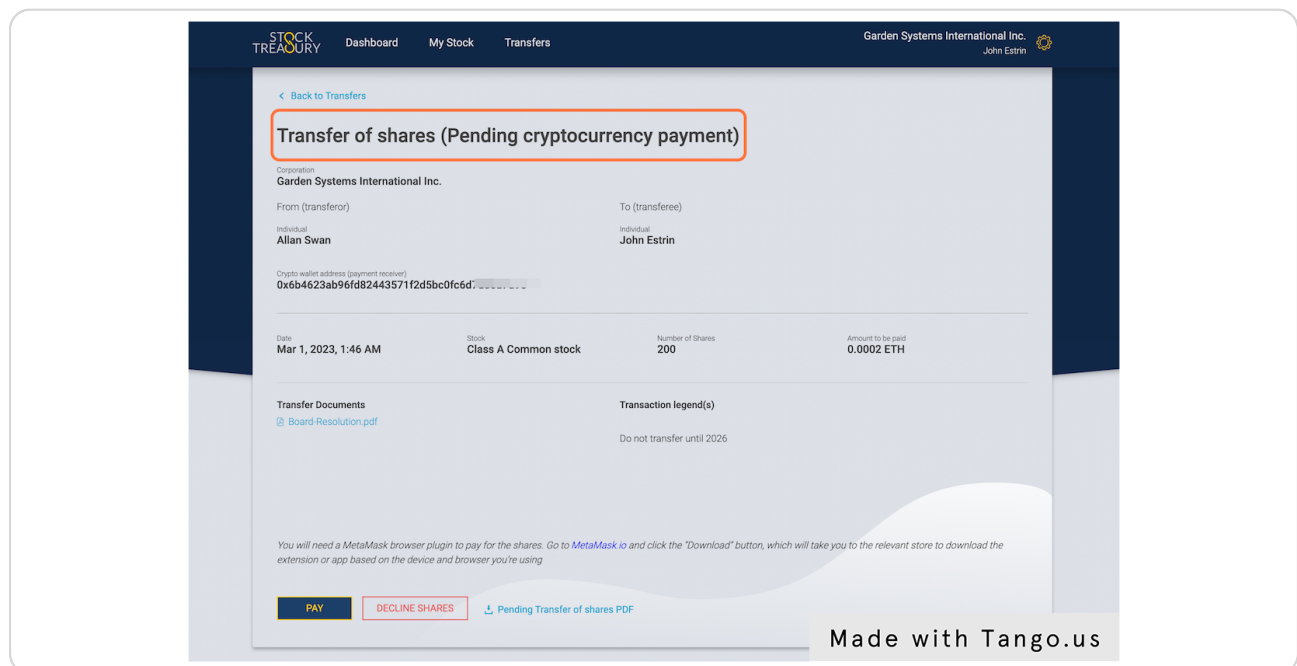 STOCK
TREASURY
Dashboard
My Stock
Transfers
Garden Systems International Inc.
John Estrin
Back to Transfers
Transfer of shares (Pending cryptocurrency payment)
Corporation
Garden Systems International Inc.
From (transferor)
To (transferee)
Individual
Allan Swan
Individual
John Estrin
Crypto wallet address (payment receiver)
0x6b4623ab96fd82443571f2d5bc0fc6d
Date
Mar 1, 2023, 1:46 AM
Stock
Class A Common stock
Number of Shares
200
Amount to be paid
0.0002 ETH
Transfer Documents
Board-Resolution.pdf
Transaction legend(s)
Do not transfer until 2026
You will need a MetaMask browser plugin to pay for the shares. Go to MetaMask.io and click the "Download" button, which will take you to the relevant store to download the
extension or app based on the device and browser you're using
PAY
DECLINE SHARES
Pending Transfer of shares PDF
Made with Tango.us